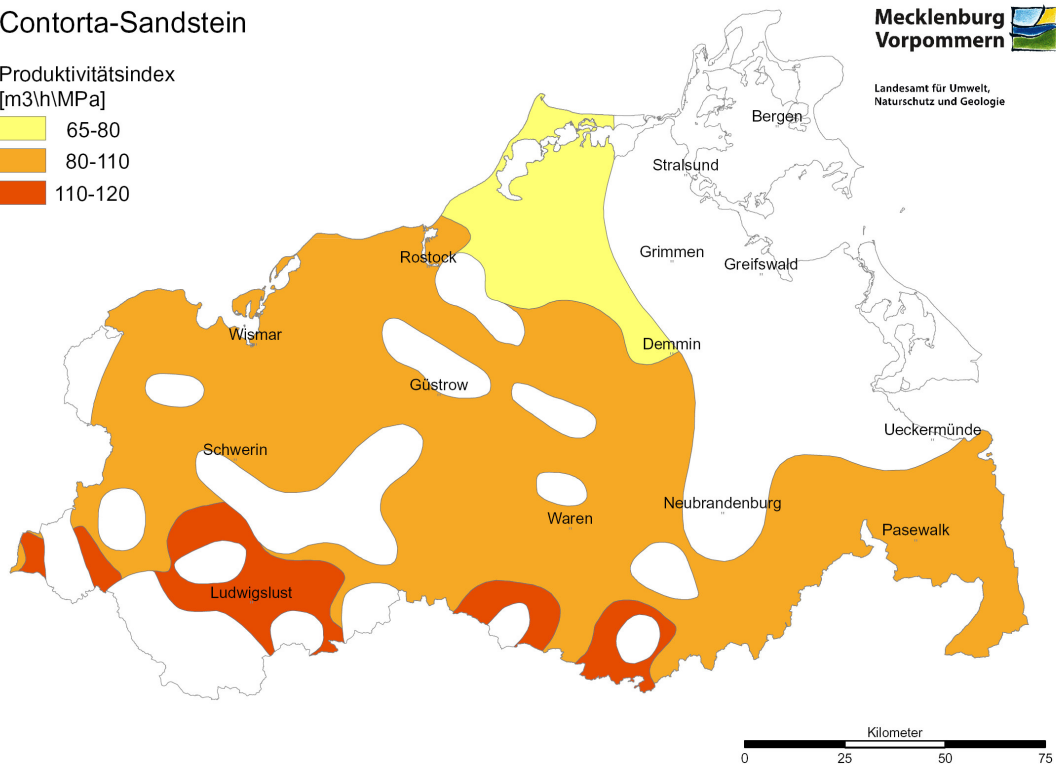 Contorta-Sandstein
Mecklenburg
Vorpommern
Landesamt für Umwelt,
Naturschutz und Geologie
Produktivitätsindex
[m3\h\MPa]
65-80
80-110
110-120
Bergen
Stralsund
Grimmen
Greifswald
Rostock
Wismar
Demmin
Güstrow
Ueckermünde
Schwerin
Neubrandenburg
Waren
Pasewalk
Ludwigslust
Kilometer
0 25 50 75